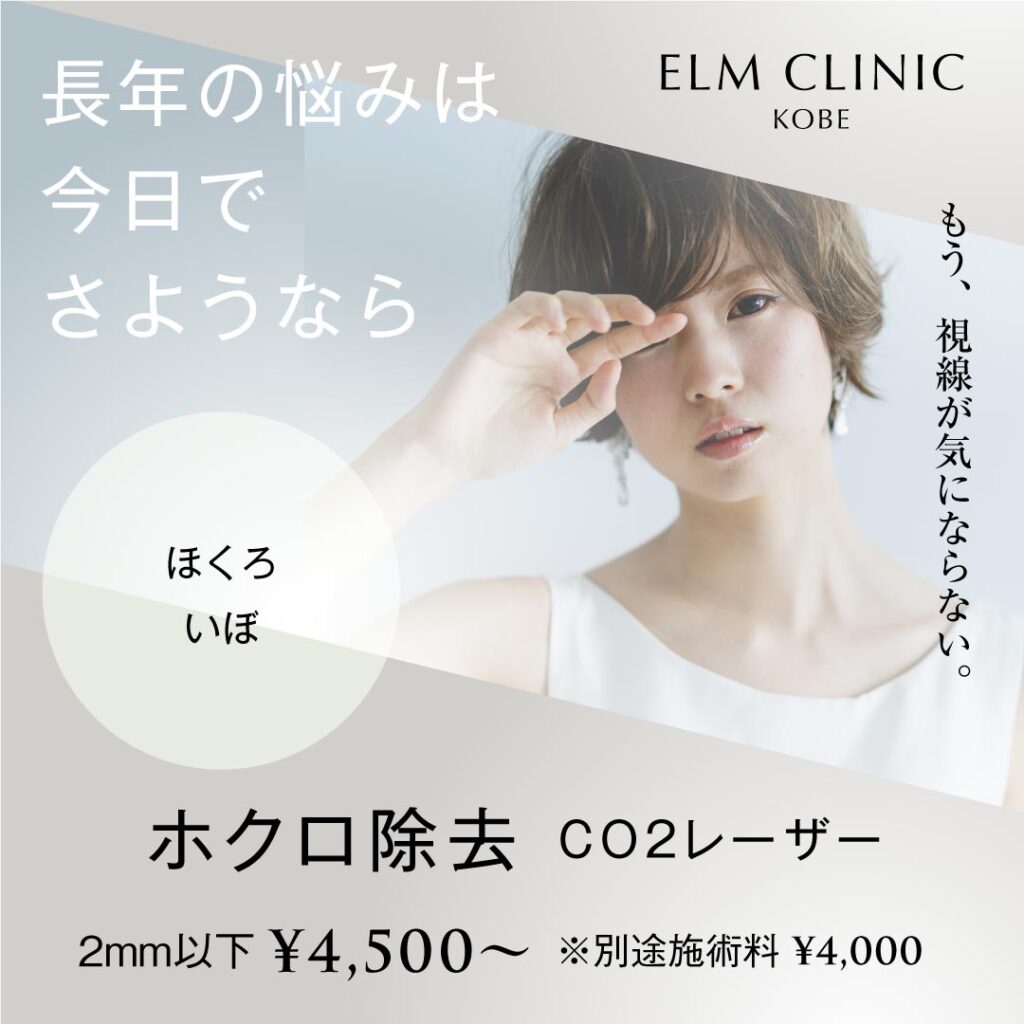 長年の悩みは
今日で
さようなら
ELM CLINIC
KOBE
もう、視線が気にならない。
ほくろ
いぼ
ホクロ除去 CO2レーザー
2mm以下 ¥4,500〜 ※別途施術料 ¥4,000